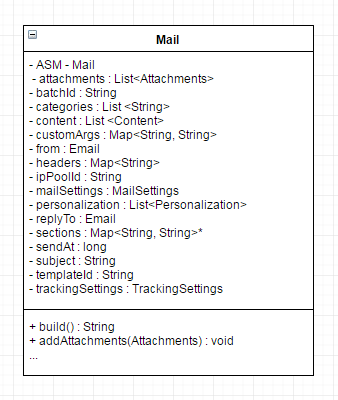 Mail
- ASM - Mail
- attachments : List<Attachments>
- batchId : String
- categories : List <String>
- content : List <Content>
- customArgs : Map<String, String>
- from : Email
- headers : Map<String>
- ipPoolId : String
- mailSettings : MailSettings
- personalization : List<Personalization>
- replyTo : Email
- sections : Map<String, String>*
- sendAt : long
- subject : String
- templateId : String
- trackingSettings : TrackingSettings
+ build() : String
+ addAttachments(Attachments) : void
...